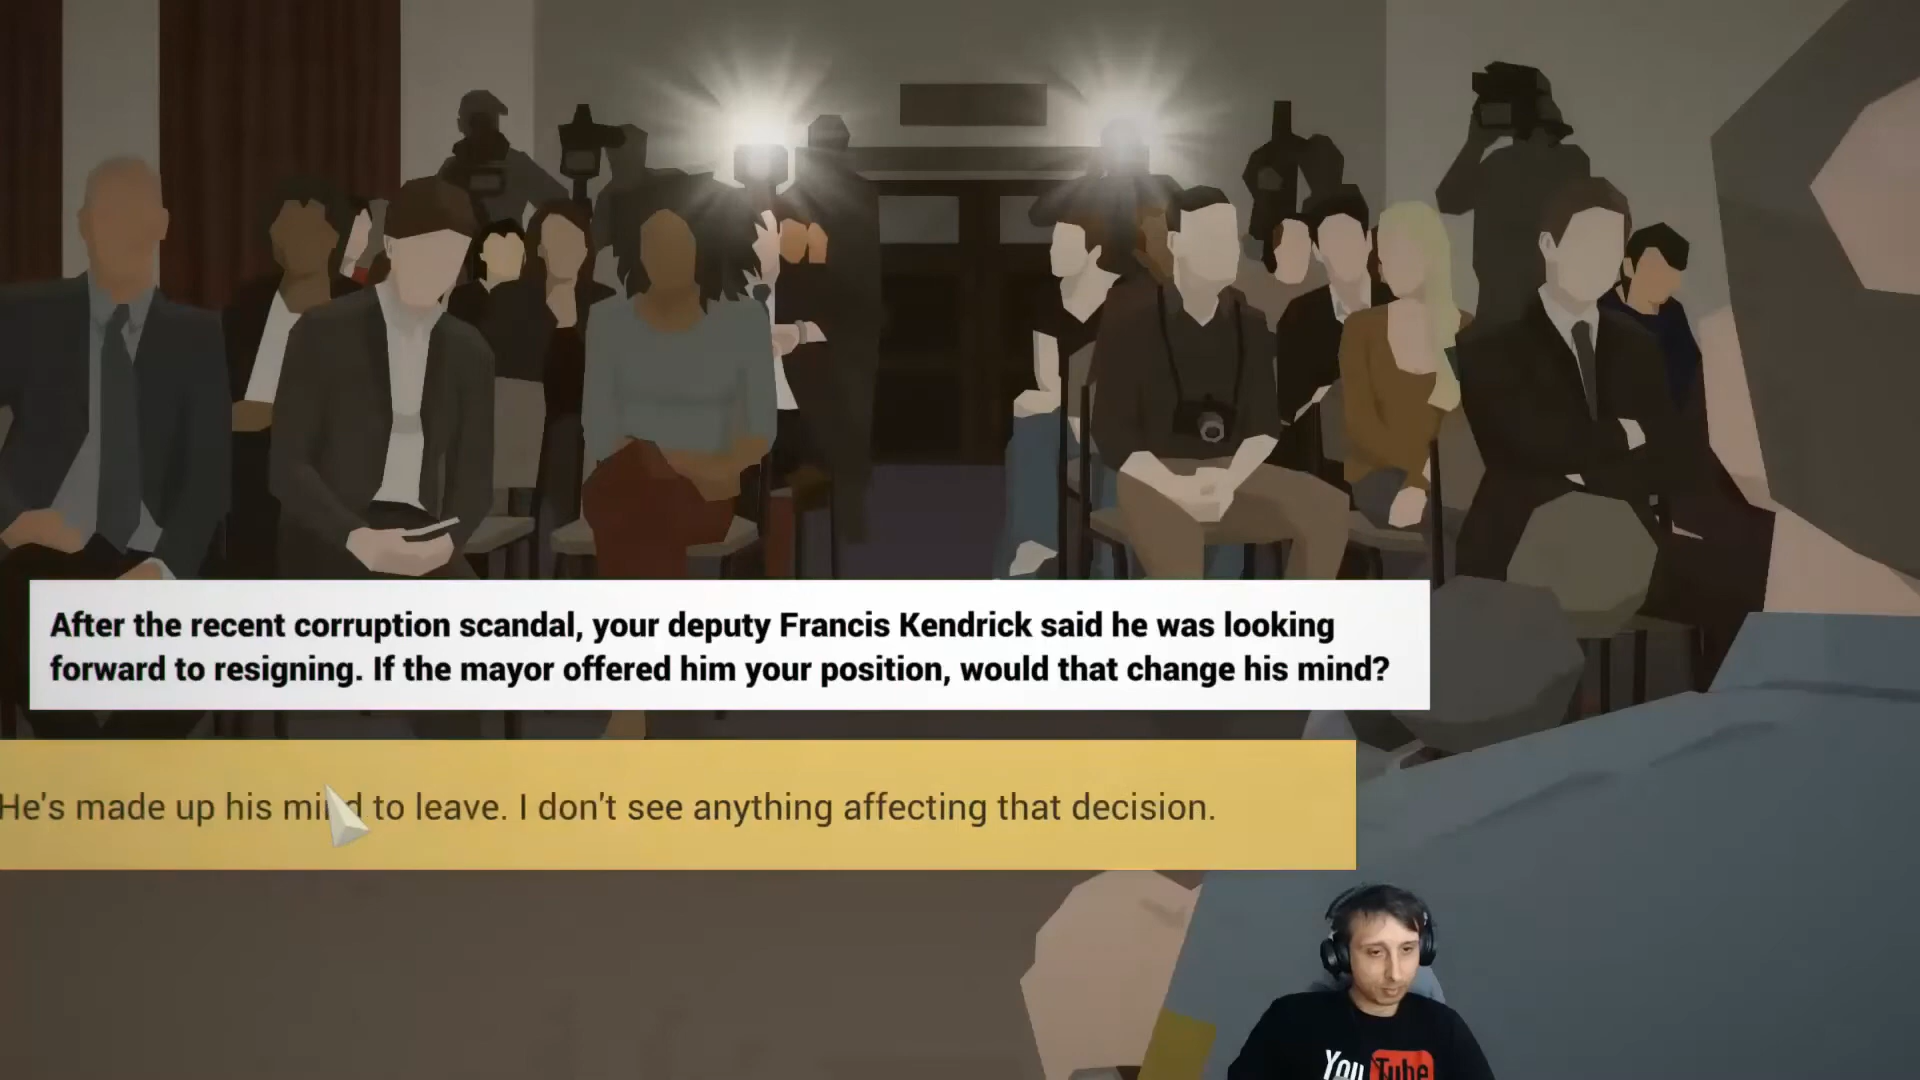 After the recent corruption scandal, your deputy Francis Kendrick said he was looking
forward to resigning. If the mayor offered him your position, would that change his mind?
He's made up his mind to leave. I don't see anything affecting that decision.
You Tube